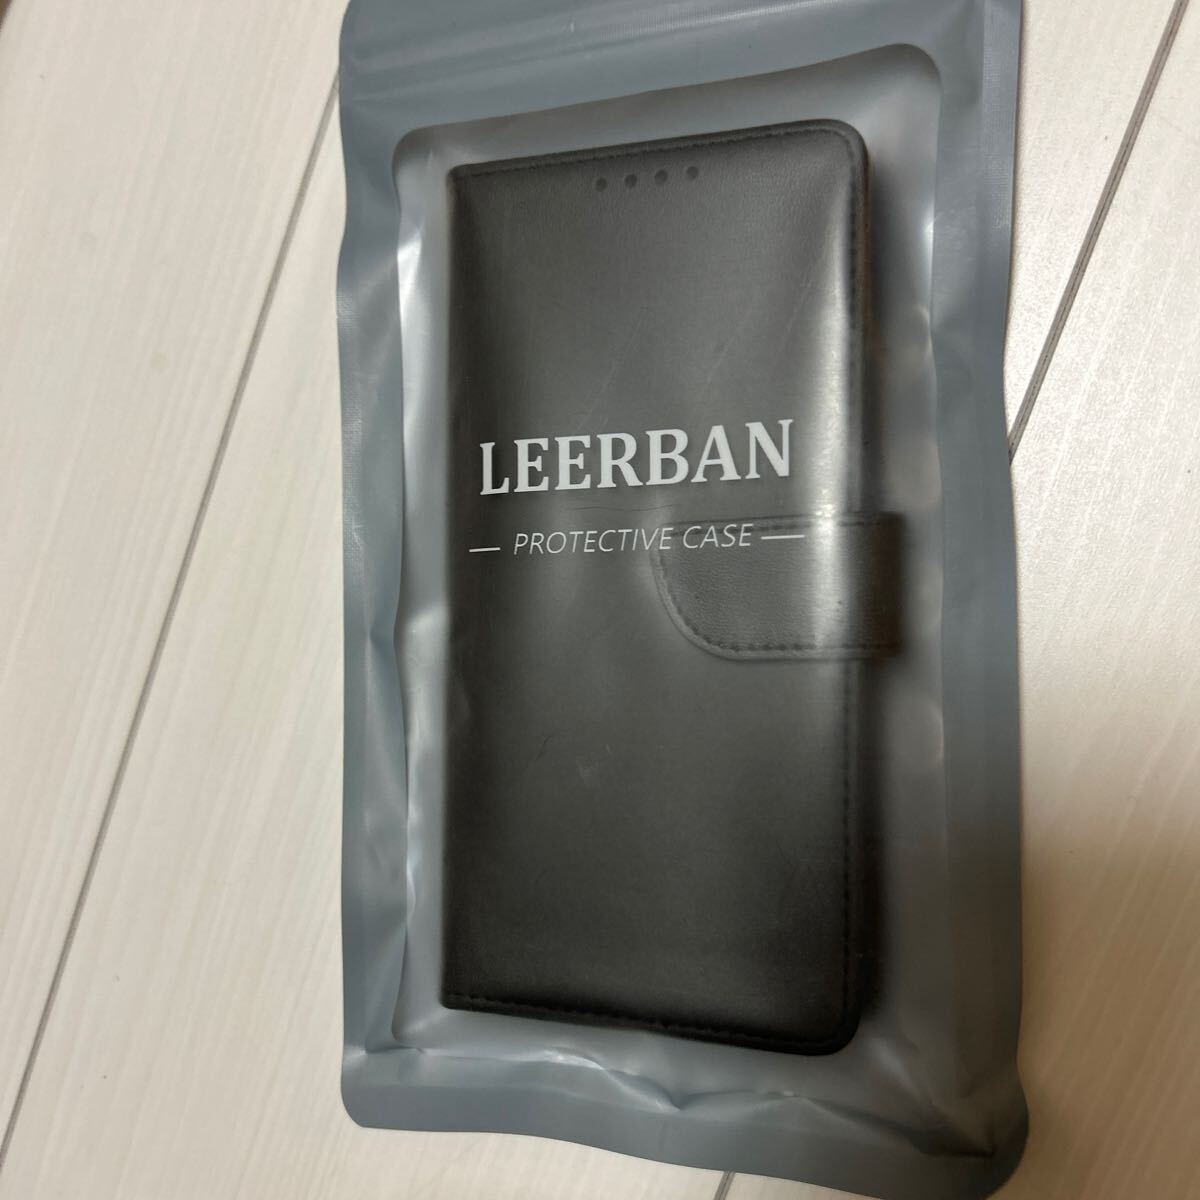 LEERBAN
— PROTECTIVE CASE —